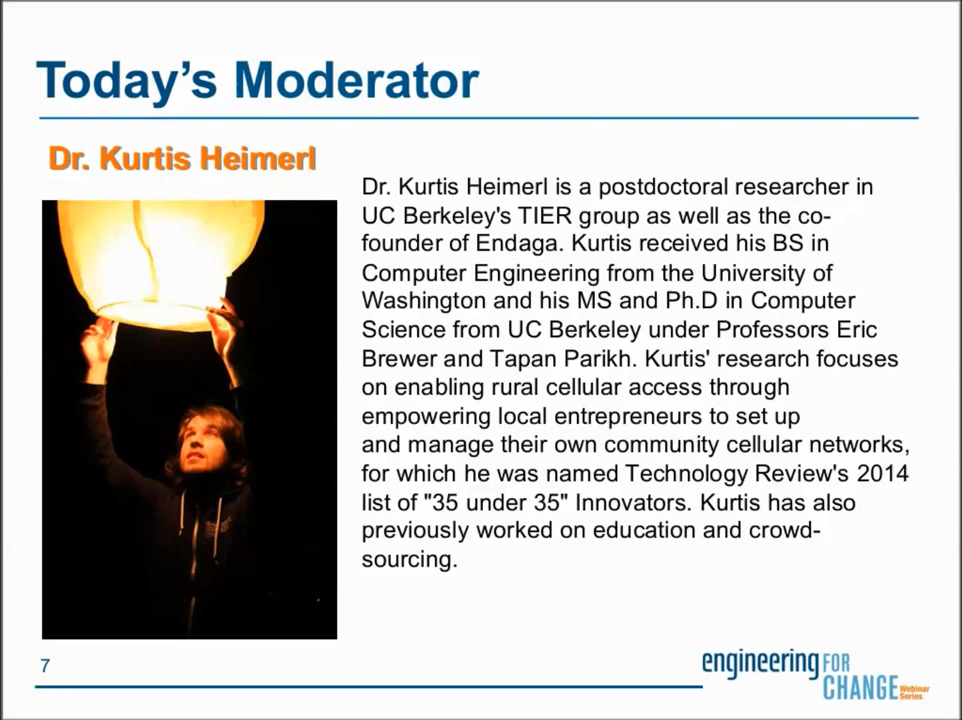 Today's Moderator
Dr. Kurtis Heimerl
Dr. Kurtis Heimerl is a postdoctoral researcher in
UC Berkeley's TIER group as well as the co-
founder of Endaga. Kurtis received his BS in
Computer Engineering from the University of
Washington and his MS and Ph.D in Computer
Science from UC Berkeley under Professors Eric
Brewer and Tapan Parikh. Kurtis' research focuses
on enabling rural cellular access through
empowering local entrepreneurs to set up
and manage their own community cellular networks,
for which he was named Technology Review's 2014
list of "35 under 35" Innovators. Kurtis has also
previously worked on education and crowd-
sourcing.
7
engineering FOR
CHANGE Webinar
Series